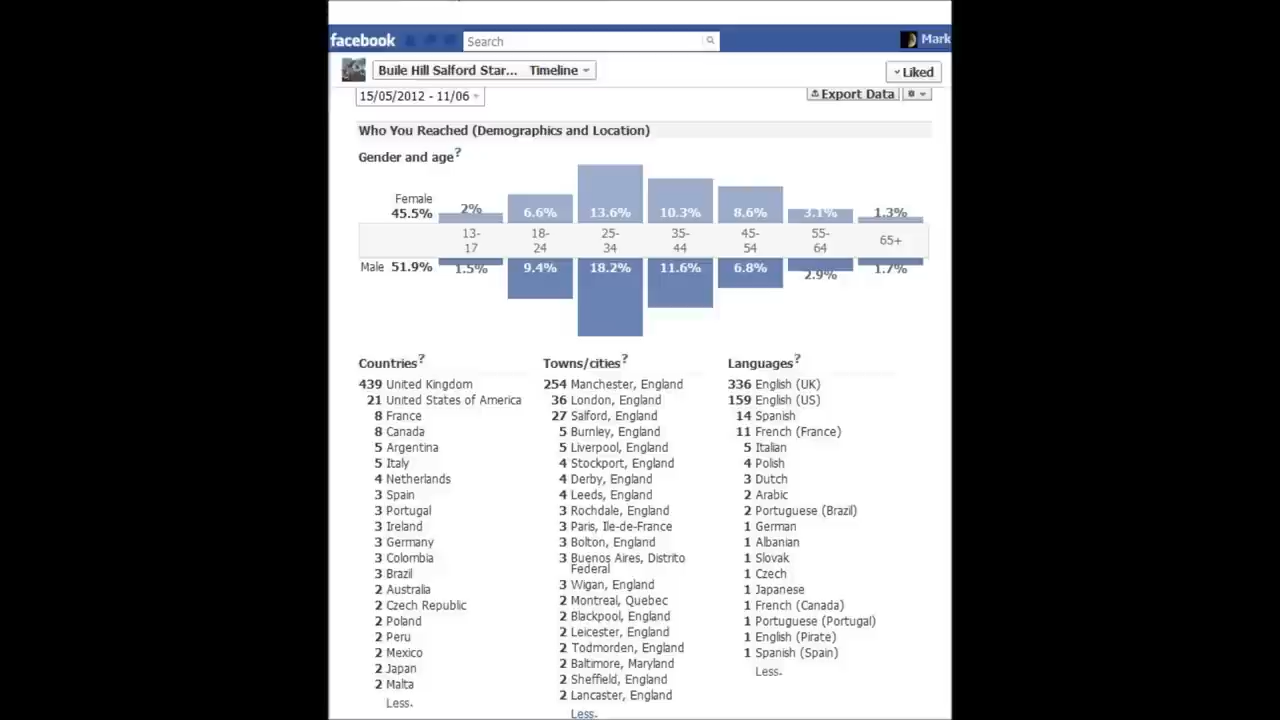 facebook
Search
Mark
Buile Hill Salford Star... Timeline
Liked
15/05/2012 - 11/06
Export Data
Who You Reached (Demographics and Location)
Gender and age?
Female
45.5%
2% 6.6% 13.6% 10.3% 8.6% 3.1% 1.3%
13-17 18-24 25-34 35-44 45-54 55-64 65+
Male 51.9% 1.5% 9.4% 18.2% 11.6% 6.8% 2.9% 1.7%
Countries?
439 United Kingdom
21 United States of America
8 France
8 Canada
5 Argentina
5 Italy
4 Netherlands
3 Spain
3 Portugal
3 Ireland
3 Germany
3 Colombia
3 Brazil
2 Australia
2 Czech Republic
2 Poland
2 Peru
2 Mexico
2 Japan
2 Malta
Less.
Towns/cities?
254 Manchester, England
36 London, England
27 Salford, England
5 Burnley, England
5 Liverpool, England
4 Stockport, England
4 Derby, England
4 Leeds, England
3 Rochdale, England
3 Paris, Ile-de-France
3 Bolton, England
3 Buenos Aires, Distrito
Federal
3 Wigan, England
2 Montreal, Quebec
2 Blackpool, England
2 Leicester, England
2 Todmorden, England
2 Baltimore, Maryland
2 Sheffield, England
2 Lancaster, England
Less.
Languages?
336 English (UK)
159 English (US)
14 Spanish
11 French (France)
5 Italian
4 Polish
3 Dutch
2 Arabic
2 Portuguese (Brazil)
1 German
1 Albanian
1 Slovak
1 Czech
1 Japanese
1 French (Canada)
1 Portuguese (Portugal)
1 English (Pirate)
1 Spanish (Spain)
Less.